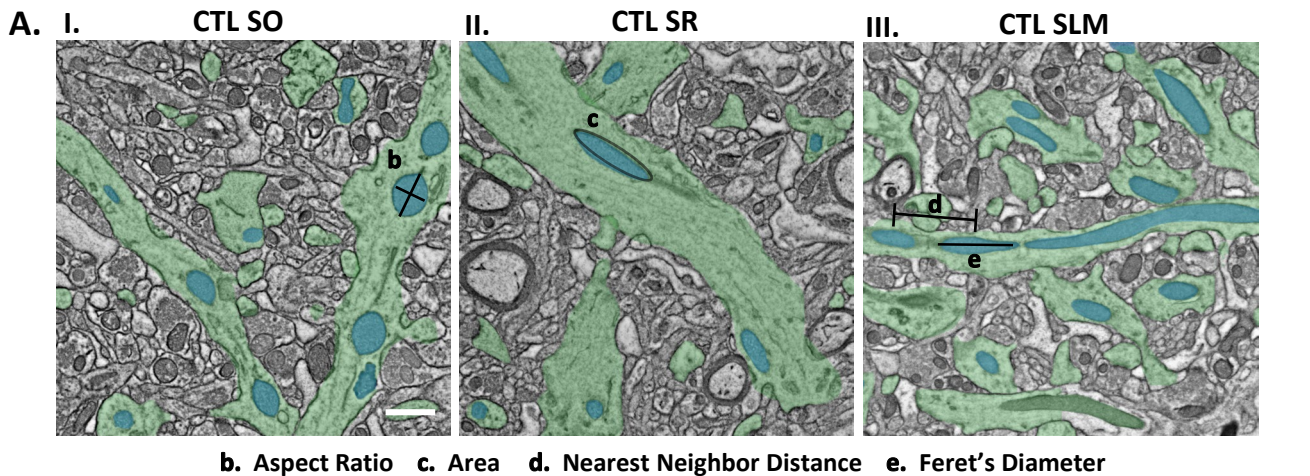 A. I. CTL SO II. CTL SR III. CTL SLM
b
c
d
e
b. Aspect Ratio c. Area d. Nearest Neighbor Distance e. Feret's Diameter